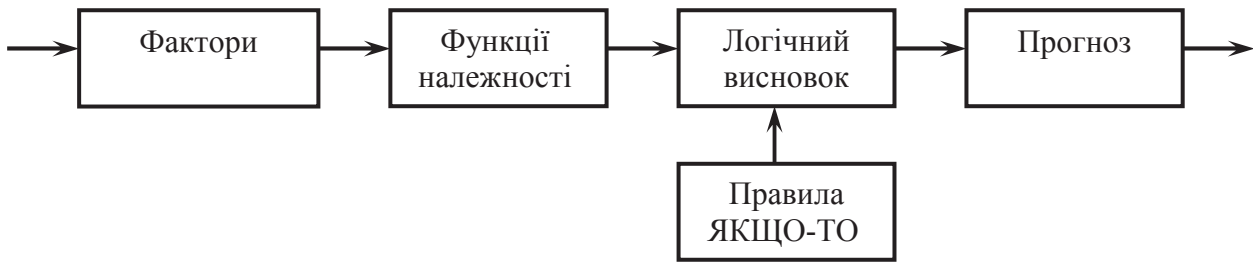 Фактори
Функції
належності
Логічний
висновок
Прогноз
Правила
ЯКЩО-ТО